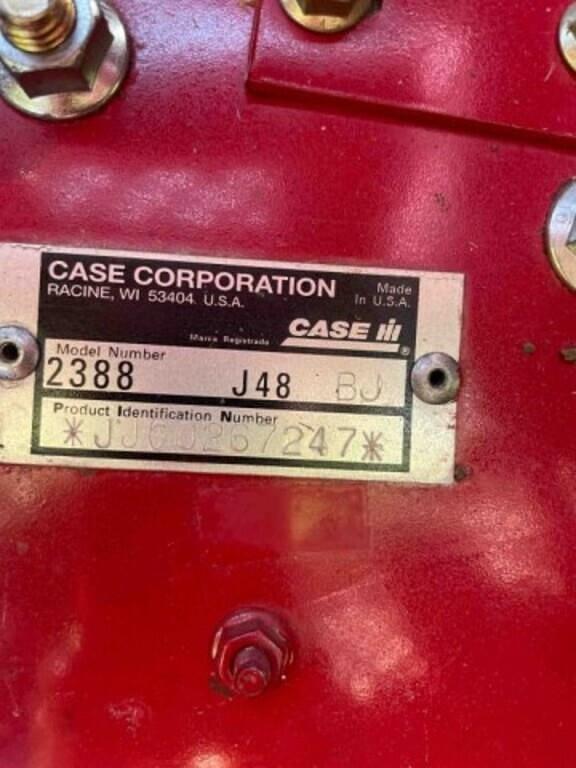 CASE CORPORATION
RACINE, WI 53404 U.S.A.
Made
In U.S.A.
Marca Registrada
CASE IH®
Model Number
2388 J48 BJ
Product Identification Number
*JJC0267247*